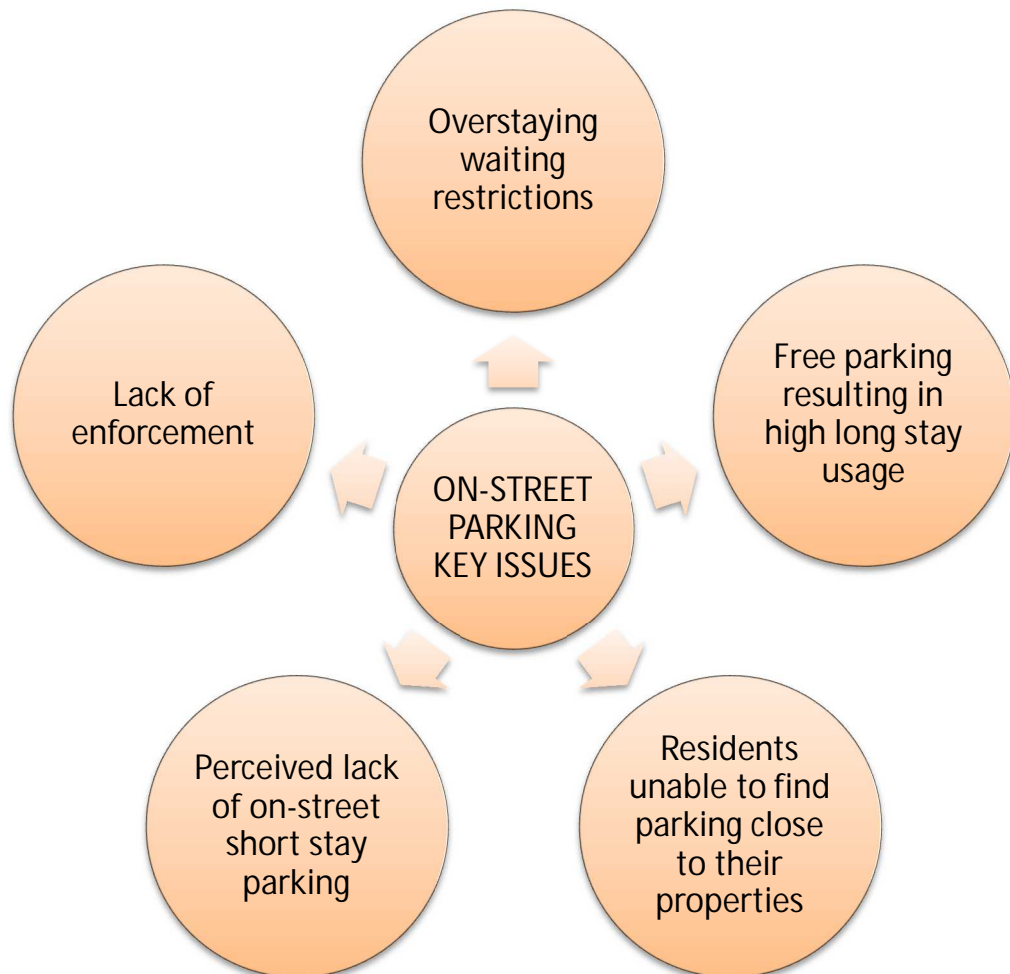 Overstaying
waiting
restrictions
Lack of
enforcement
Free parking
resulting in
high long stay
usage
ON-STREET
PARKING
KEY ISSUES
Perceived lack
of on-street
short stay
parking
Residents
unable to find
parking close
to their
properties